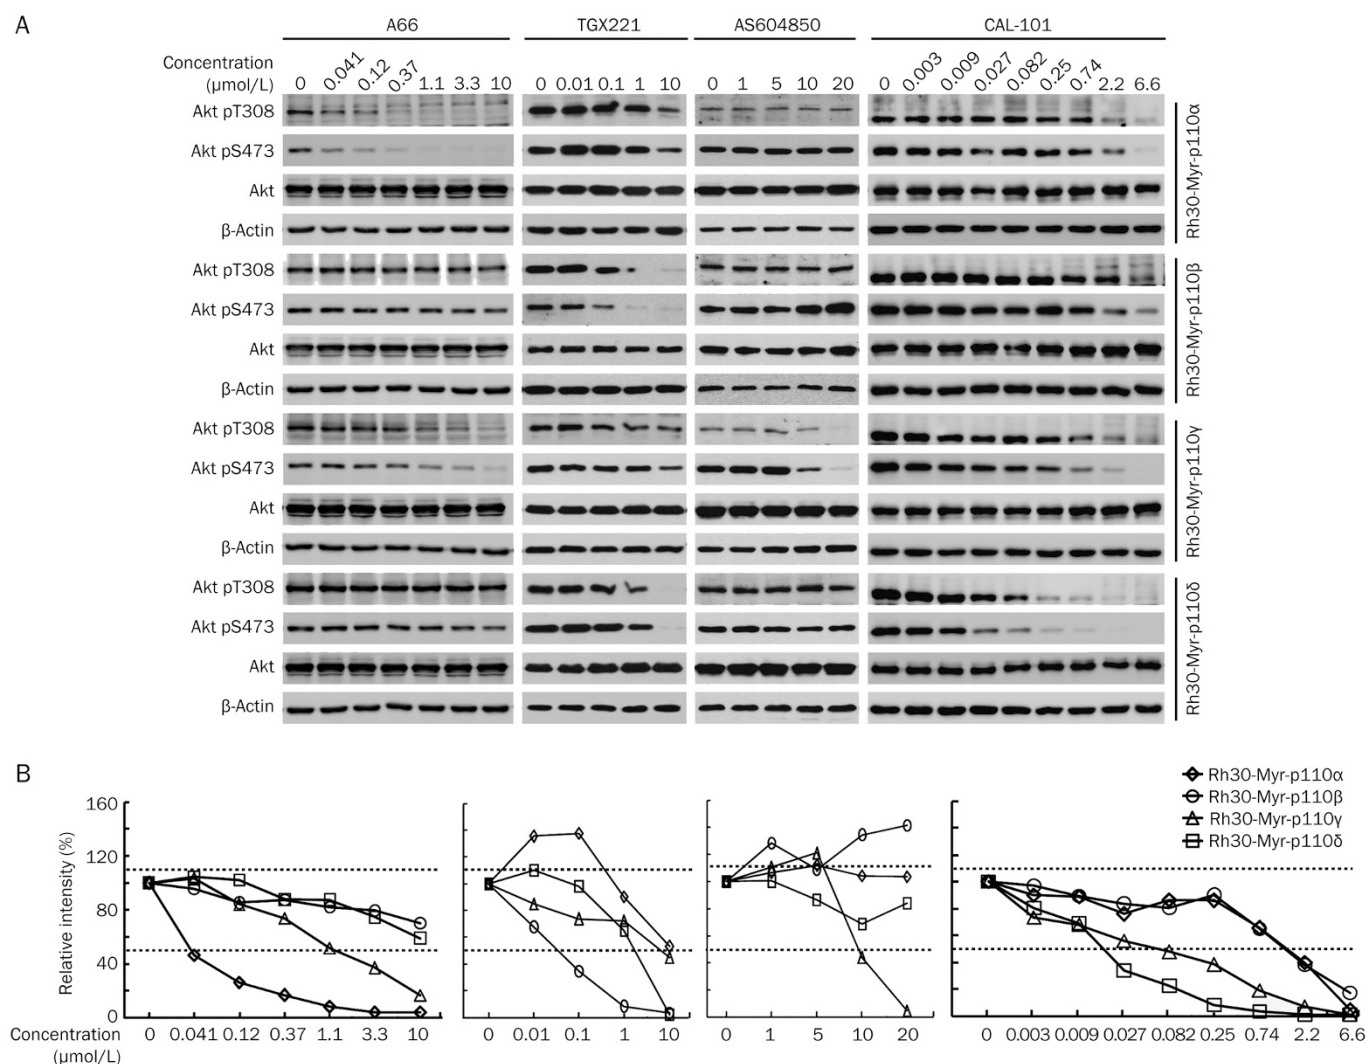 A
A66 TGX221 AS604850 CAL-101
Concentration
(µmol/L) 0 0.041 0.12 0.37 1.1 3.3 10 0 0.01 0.1 1 10 0 1 5 10 20 0 0.003 0.009 0.027 0.082 0.25 0.74 2.2 6.6
Akt pT308
Akt pS473
Akt
β-Actin
Rh30-Myr-p110α
Akt pT308
Akt pS473
Akt
β-Actin
Rh30-Myr-p110β
Akt pT308
Akt pS473
Akt
β-Actin
Rh30-Myr-p110γ
Akt pT308
Akt pS473
Akt
β-Actin
Rh30-Myr-p110δ
B
Rh30-Myr-p110α
Rh30-Myr-p110β
Rh30-Myr-p110γ
Rh30-Myr-p110δ
Relative intensity (%)
160
120
80
40
0
Concentration
(µmol/L)
0 0.041 0.12 0.37 1.1 3.3 10 0 0.01 0.1 1 10 0 1 5 10 20 0 0.003 0.009 0.027 0.082 0.25 0.74 2.2 6.6